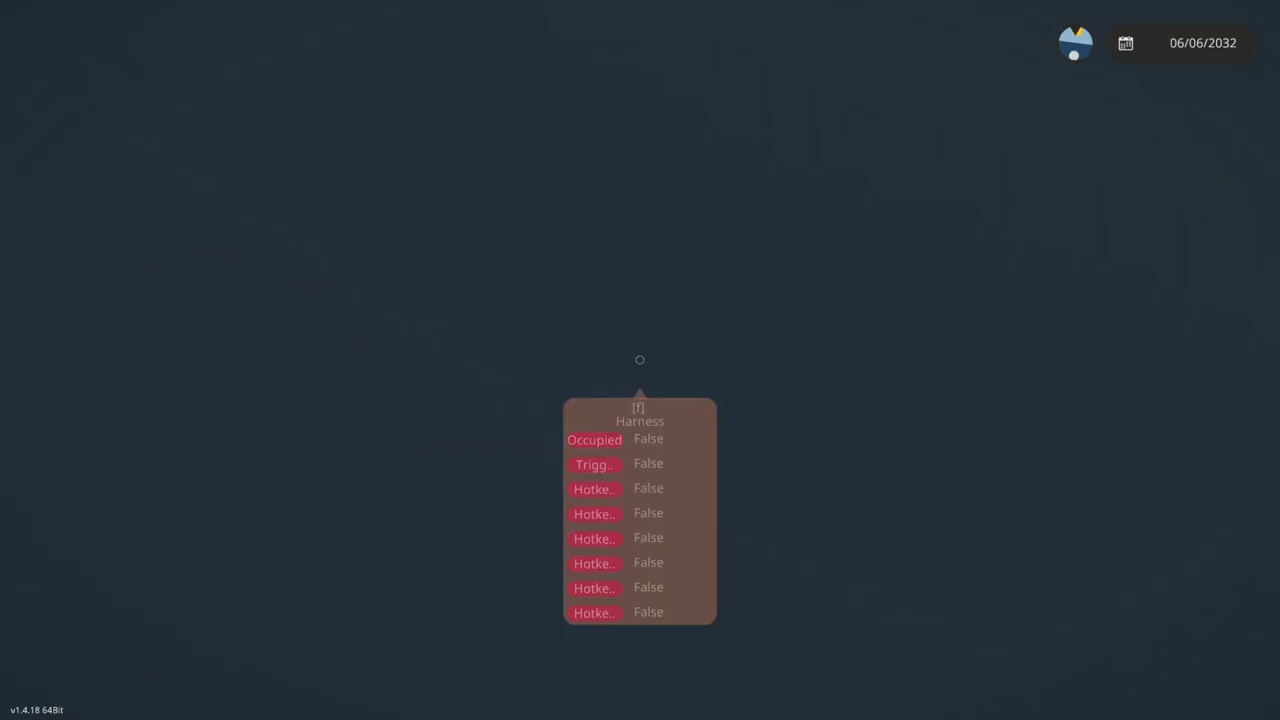 06/06/2032
[f]
Harness
Occupied False
Trigg.. False
Hotke.. False
Hotke.. False
Hotke.. False
Hotke.. False
Hotke.. False
Hotke.. False
v1.4.18 64Bit